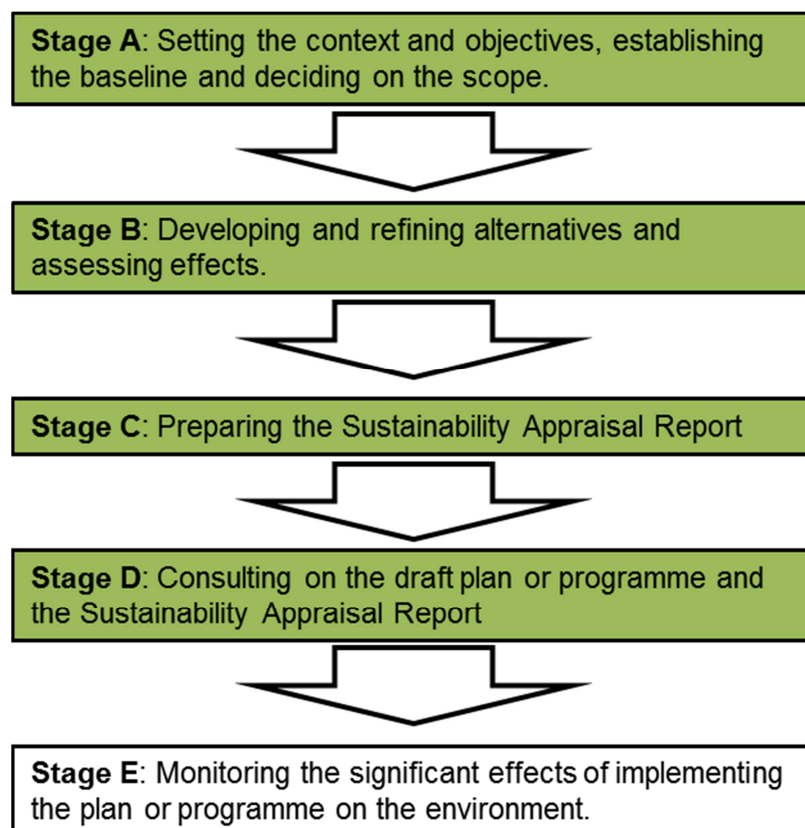 Stage A: Setting the context and objectives, establishing
the baseline and deciding on the scope.
Stage B: Developing and refining alternatives and
assessing effects.
Stage C: Preparing the Sustainability Appraisal Report
Stage D: Consulting on the draft plan or programme and
the Sustainability Appraisal Report
Stage E: Monitoring the significant effects of implementing
the plan or programme on the environment.